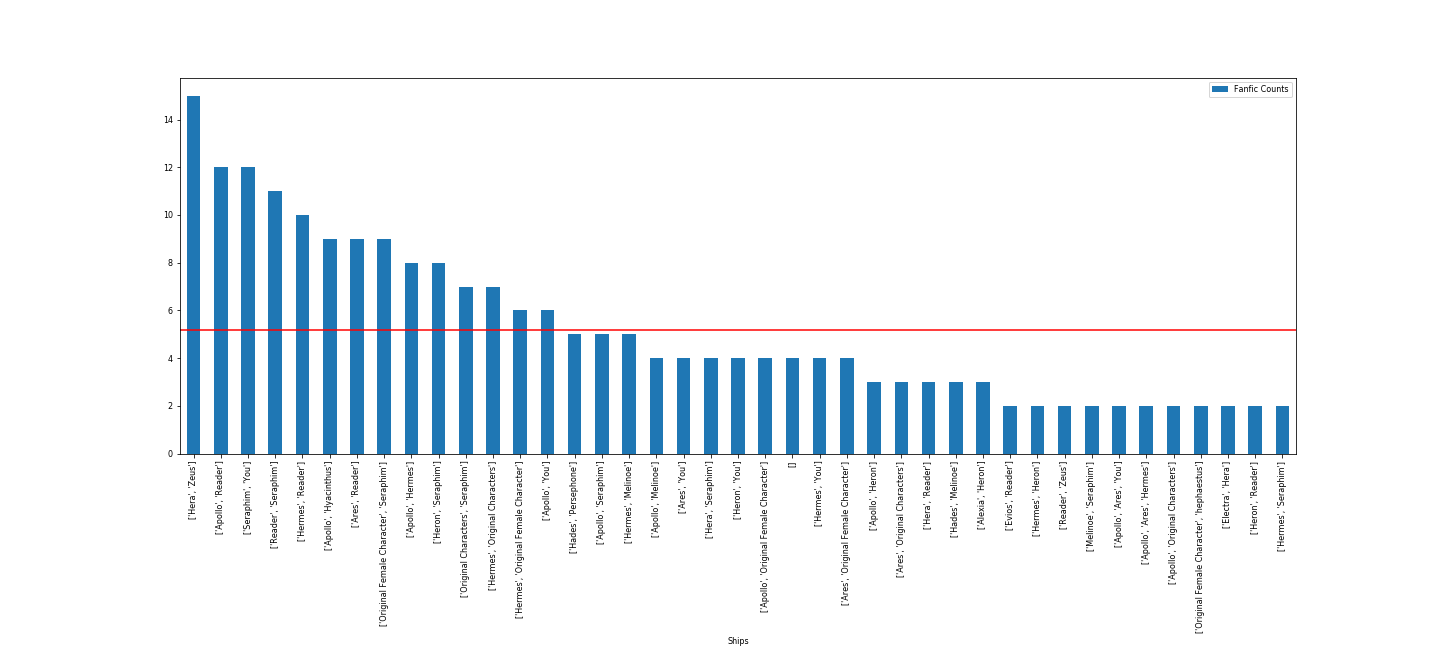 Fanfic Counts
14
12
10
8
6
4
2
0
['Hera', 'Zeus']
['Apollo', 'Reader']
['Seraphim', 'You']
['Reader', 'Seraphim']
['Hermes', 'Reader']
['Apollo', 'Hyacinthus']
['Ares', 'Reader']
['Original Female Character', 'Seraphim']
['Apollo', 'Hermes']
['Heron', 'Seraphim']
['Original Characters', 'Seraphim']
['Hermes', 'Original Characters']
['Hermes', 'Original Female Character']
['Apollo', 'You']
['Hades', 'Persephone']
['Apollo', 'Seraphim']
['Hermes', 'Melinoe']
['Apollo', 'Melinoe']
['Ares', 'You']
['Hera', 'Seraphim']
['Heron', 'You']
['Apollo', 'Original Female Character']
[]
['Hermes', 'You']
['Ares', 'Original Female Character']
['Apollo', 'Heron']
['Ares', 'Original Characters']
['Hera', 'Reader']
['Hades', 'Melinoe']
['Alexia', 'Heron']
['Evios', 'Reader']
['Hermes', 'Heron']
['Reader', 'Zeus']
['Melinoe', 'Seraphim']
['Apollo', 'Ares', 'You']
['Apollo', 'Ares', 'Hermes']
['Apollo', 'Original Characters']
['Original Female Character', 'hephaestus']
['Electra', 'Hera']
['Heron', 'Reader']
['Hermes', 'Seraphim']
Ships